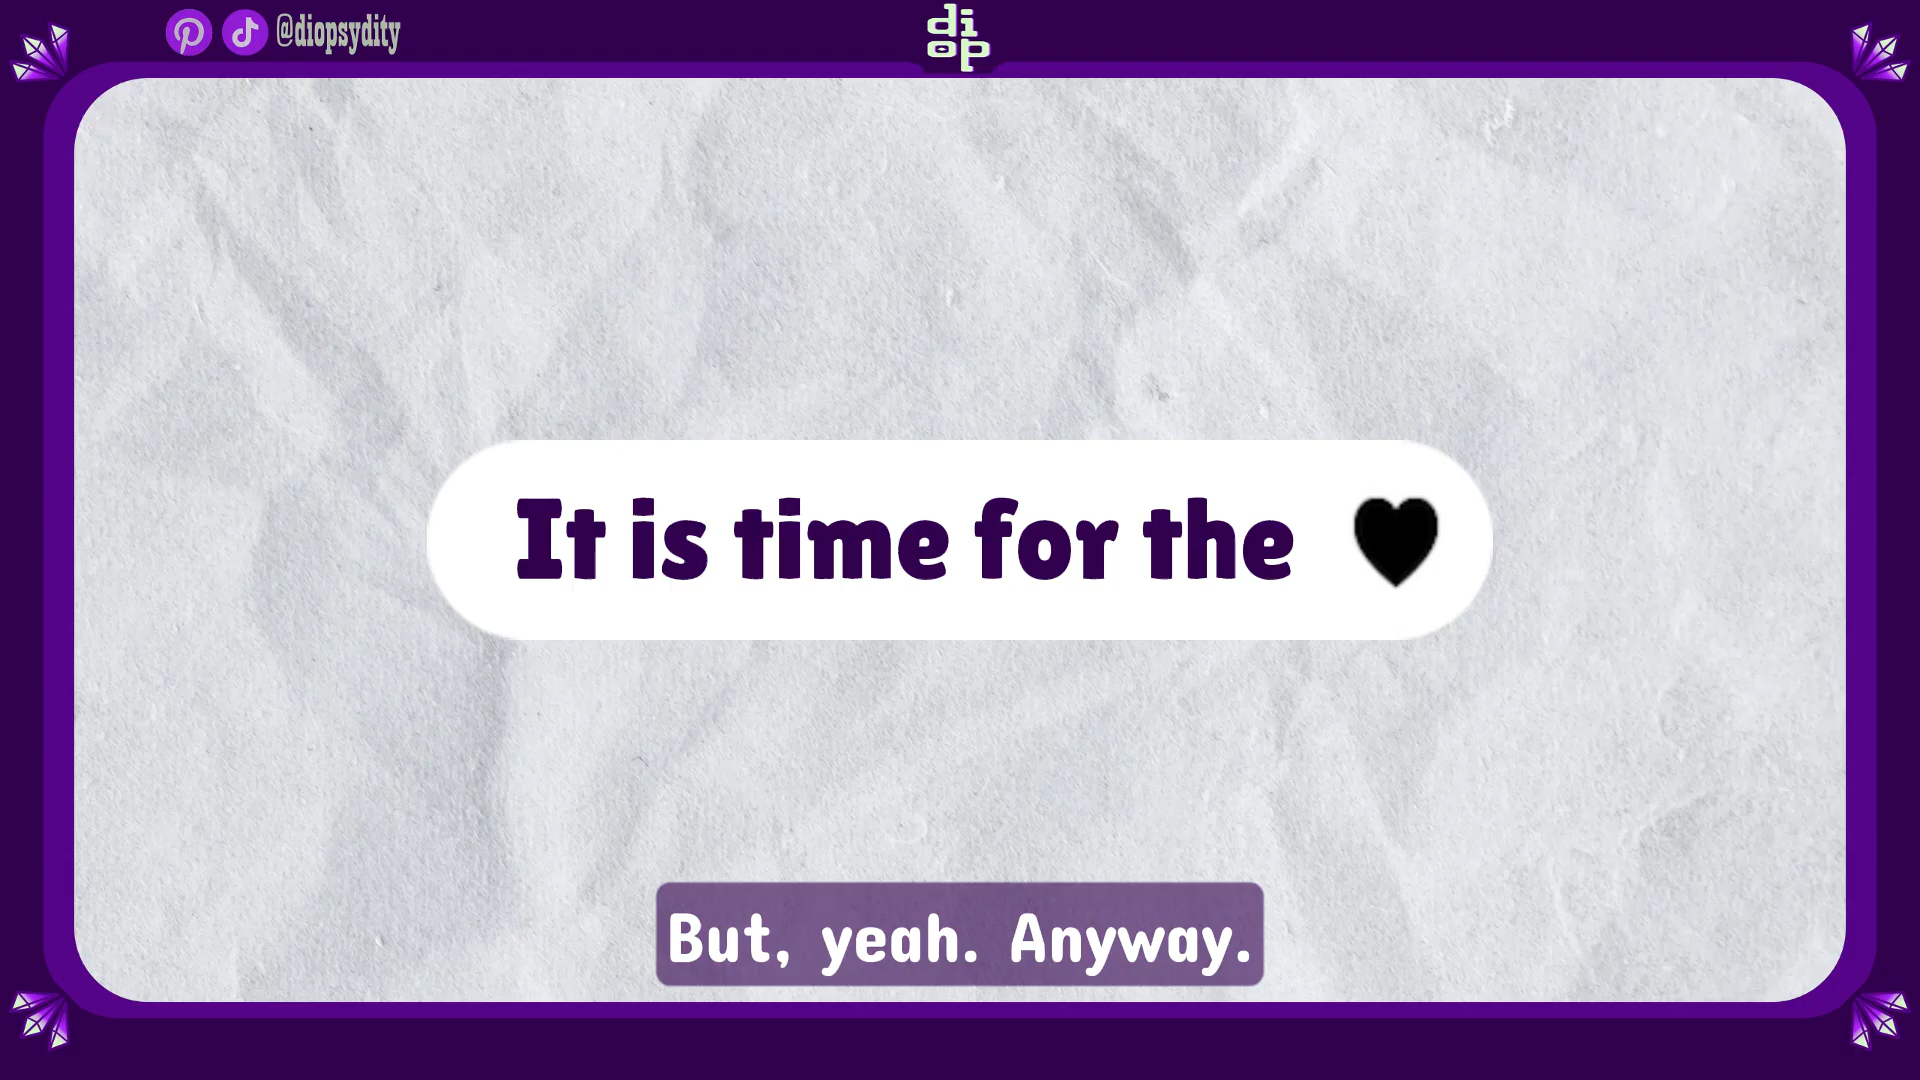 @diopsydity
di
op
It is time for the 🖤
But, yeah. Anyway.